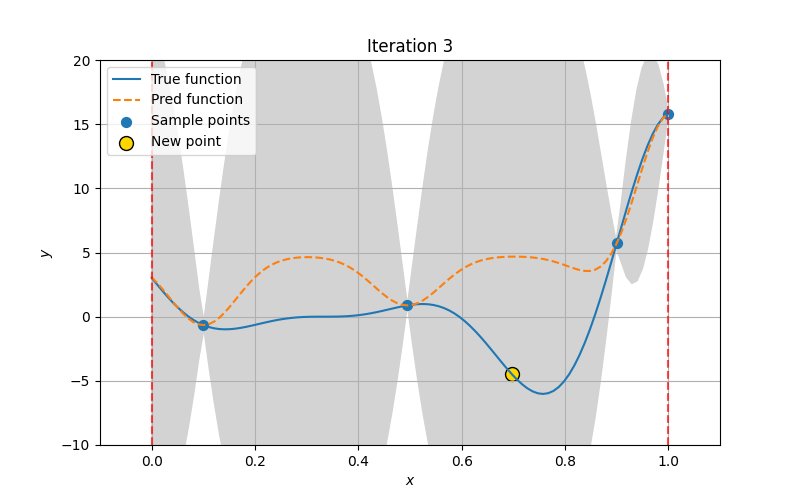 Iteration 3
True function
Pred function
Sample points
New point
20
15
10
5
0
−5
−10
y
0.0 0.2 0.4 0.6 0.8 1.0
x